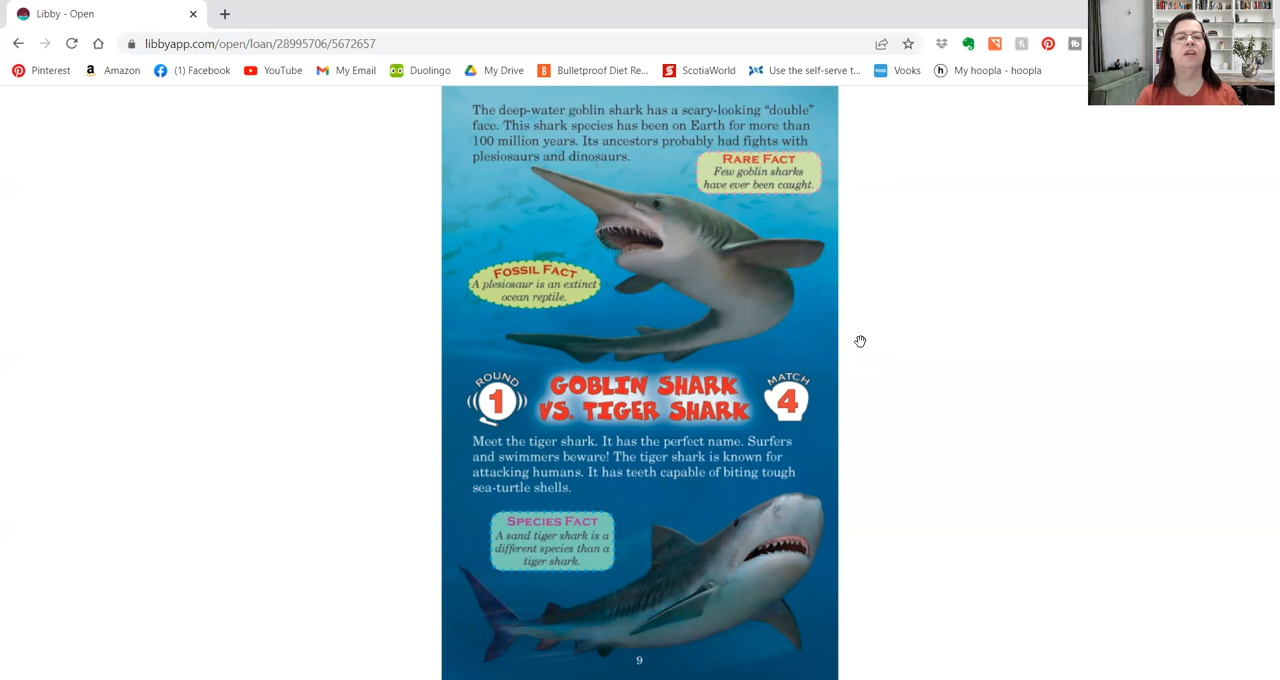 Libby - Open
libbyapp.com/open/loan/28995706/5672657
Pinterest Amazon (1) Facebook YouTube My Email Duolingo My Drive Bulletproof Diet Re... ScotiaWorld Use the self-serve t... Vooks My hoopla - hoopla
The deep-water goblin shark has a scary-looking “double”
face. This shark species has been on Earth for more than
100 million years. Its ancestors probably had fights with
plesiosaurs and dinosaurs.
RARE FACT
Few goblin sharks
have ever been caught.
FOSSIL FACT
A plesiosaur is an extinct
ocean reptile.
ROUND
1
GOBLIN SHARK
VS. TIGER SHARK
MATCH
4
Meet the tiger shark. It has the perfect name. Surfers
and swimmers beware! The tiger shark is known for
attacking humans. It has teeth capable of biting tough
sea-turtle shells.
SPECIES FACT
A sand tiger shark is a
different species than a
tiger shark.
9